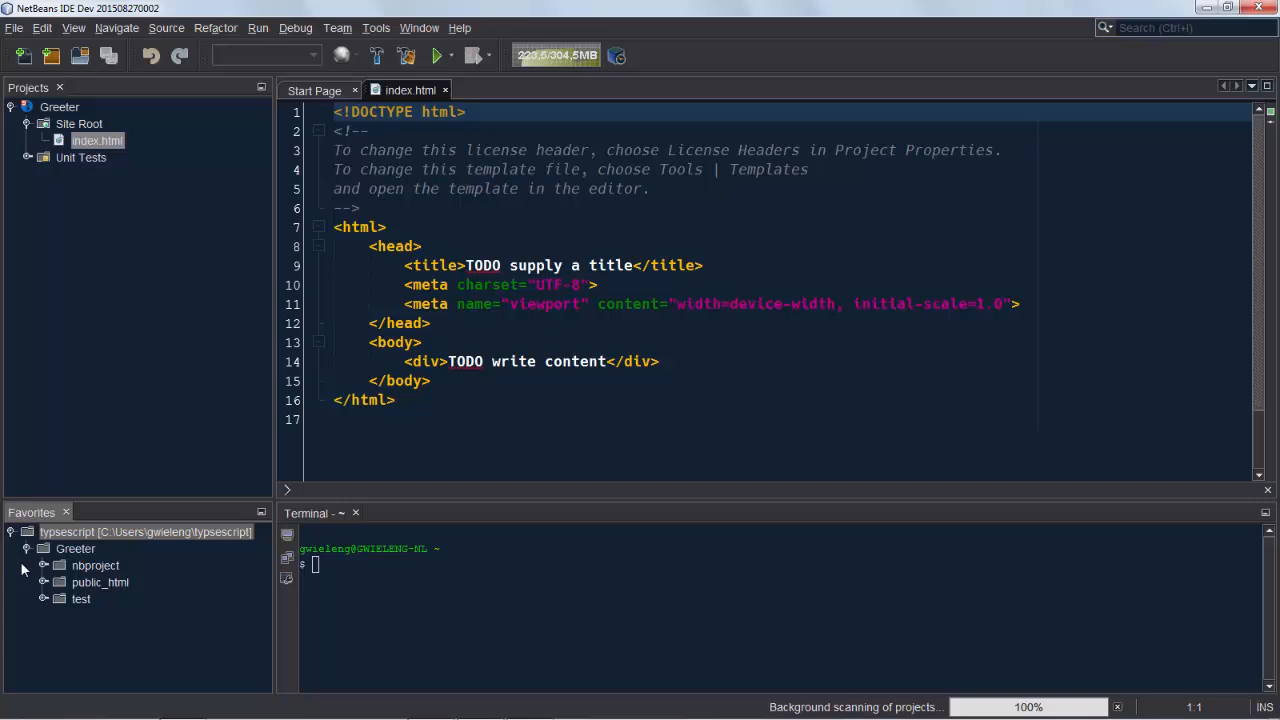 NetBeans IDE Dev 201508270002
File Edit View Navigate Source Refactor Run Debug Team Tools Window Help
Search (Ctrl+I)
223,5/304,5MB
Projects
Greeter
Site Root
index.html
Unit Tests
Start Page
index.html
1 <!DOCTYPE html>
2 <!--
3 To change this license header, choose License Headers in Project Properties.
4 To change this template file, choose Tools | Templates
5 and open the template in the editor.
6 -->
7 <html>
8 <head>
9 <title>TODO supply a title</title>
10 <meta charset="UTF-8">
11 <meta name="viewport" content="width=device-width, initial-scale=1.0">
12 </head>
13 <body>
14 <div>TODO write content</div>
15 </body>
16 </html>
17
Favorites
typsescript [C:\Users\gwieleng\typsescript]
Greeter
nbproject
public_html
test
Terminal - ~
gwieleng@GWIELENG-NL ~
$
Background scanning of projects... 100% 1:1 INS